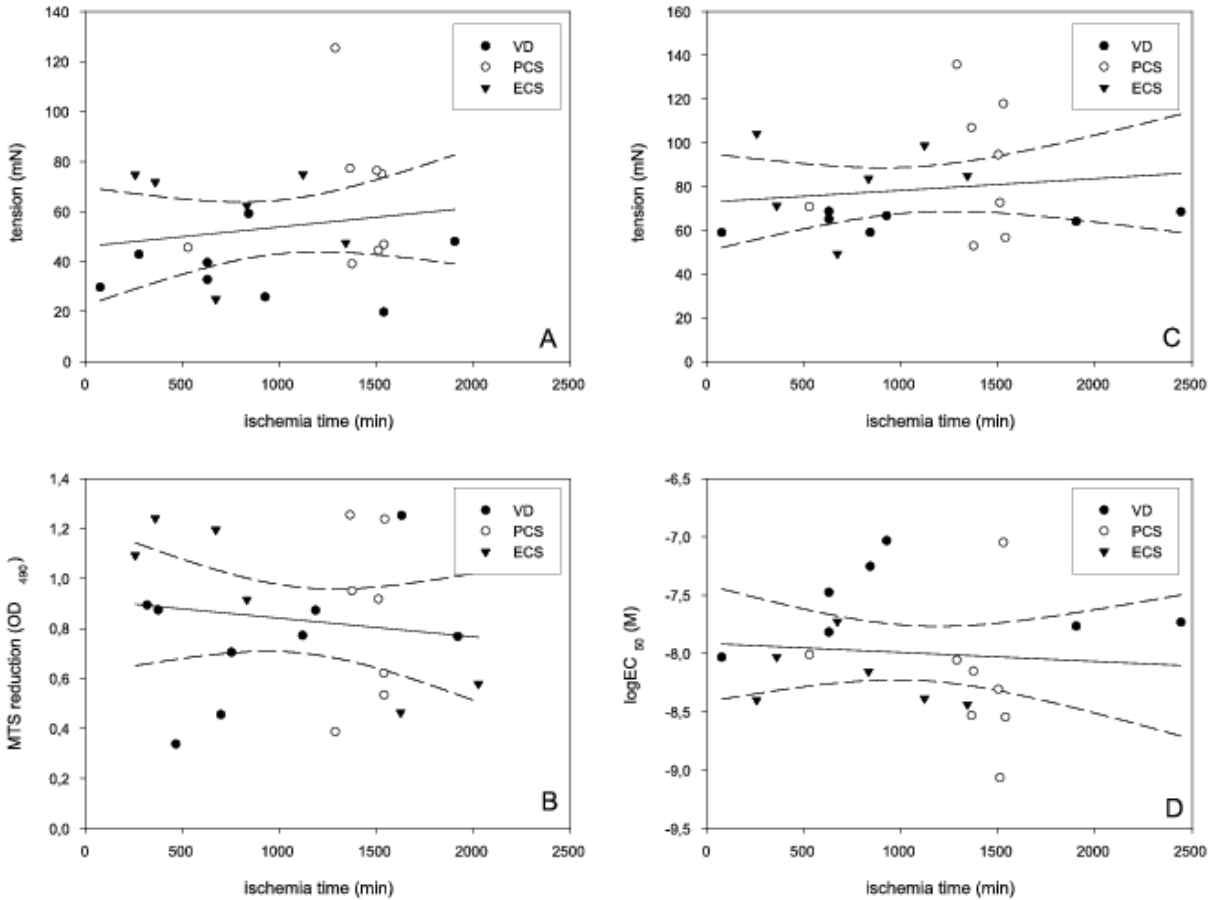 140
120
100
80
60
40
20
0
tension (mN)
VD
PCS
ECS
A
0 500 1000 1500 2000 2500
ischemia time (min)
160
140
120
100
80
60
40
20
0
tension (mN)
VD
PCS
ECS
C
0 500 1000 1500 2000 2500
ischemia time (min)
1,4
1,2
1,0
0,8
0,6
0,4
0,2
0,0
MTS reduction (OD 490)
VD
PCS
ECS
B
0 500 1000 1500 2000 2500
ischemia time (min)
-6,5
-7,0
-7,5
-8,0
-8,5
-9,0
-9,5
logEC 50 (M)
VD
PCS
ECS
D
0 500 1000 1500 2000 2500
ischemia time (min)